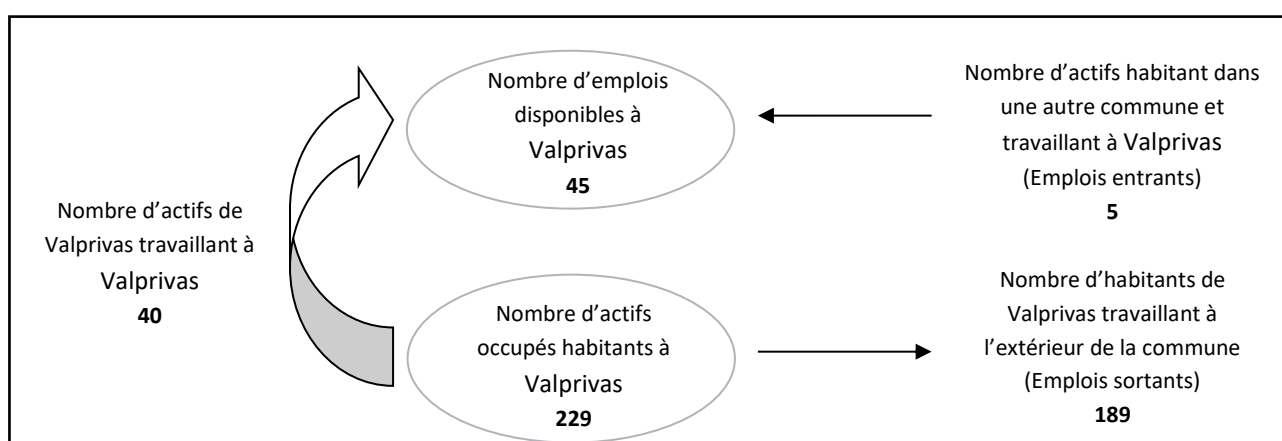 Nombre d'actifs de
Valprivas travaillant à
Valprivas
40
Nombre d'emplois
disponibles à
Valprivas
45
Nombre d'actifs habitant dans
une autre commune et
travaillant à Valprivas
(Emplois entrants)
5
Nombre d'actifs
occupés habitants à
Valprivas
229
Nombre d'habitants de
Valprivas travaillant à
l'extérieur de la commune
(Emplois sortants)
189